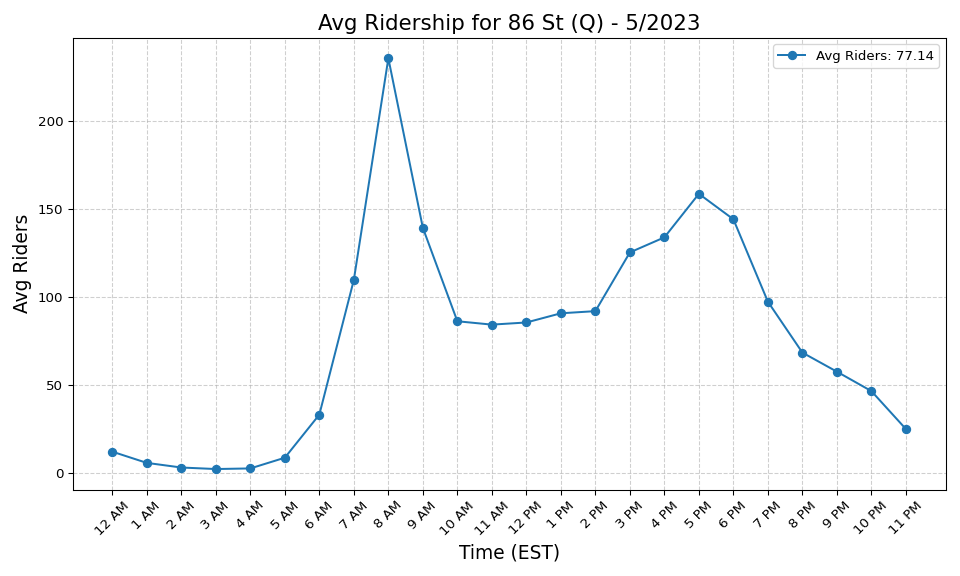 Avg Ridership for 86 St (Q) - 5/2023
Avg Riders: 77.14
Avg Riders
200
150
100
50
0
12 AM
1 AM
2 AM
3 AM
4 AM
5 AM
6 AM
7 AM
8 AM
9 AM
10 AM
11 AM
12 PM
1 PM
2 PM
3 PM
4 PM
5 PM
6 PM
7 PM
8 PM
9 PM
10 PM
11 PM
Time (EST)